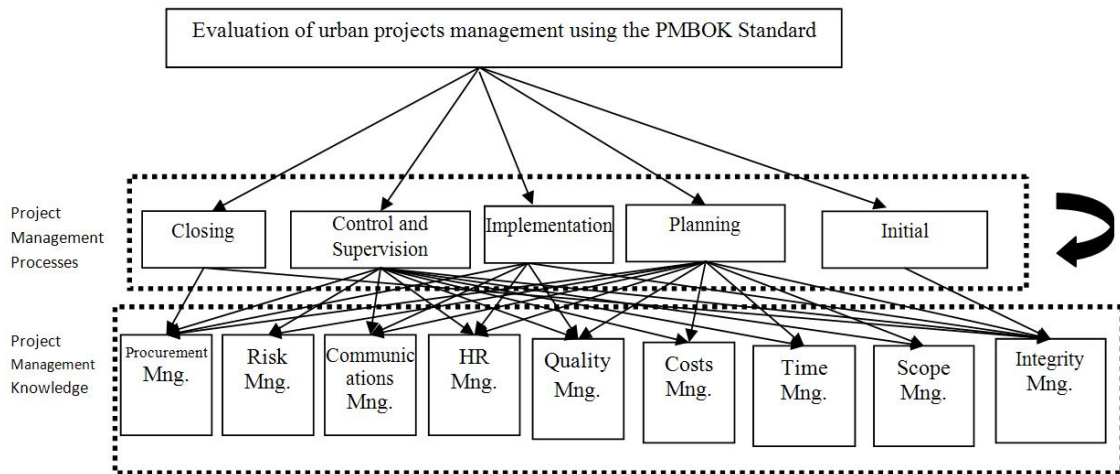 Evaluation of urban projects management using the PMBOK Standard
Project
Management
Processes
Closing
Control and
Supervision
Implementation
Planning
Initial
Project
Management
Knowledge
Procurement
Mng.
Risk
Mng.
Communic
ations
Mng.
HR
Mng.
Quality
Mng.
Costs
Mng.
Time
Mng.
Scope
Mng.
Integrity
Mng.